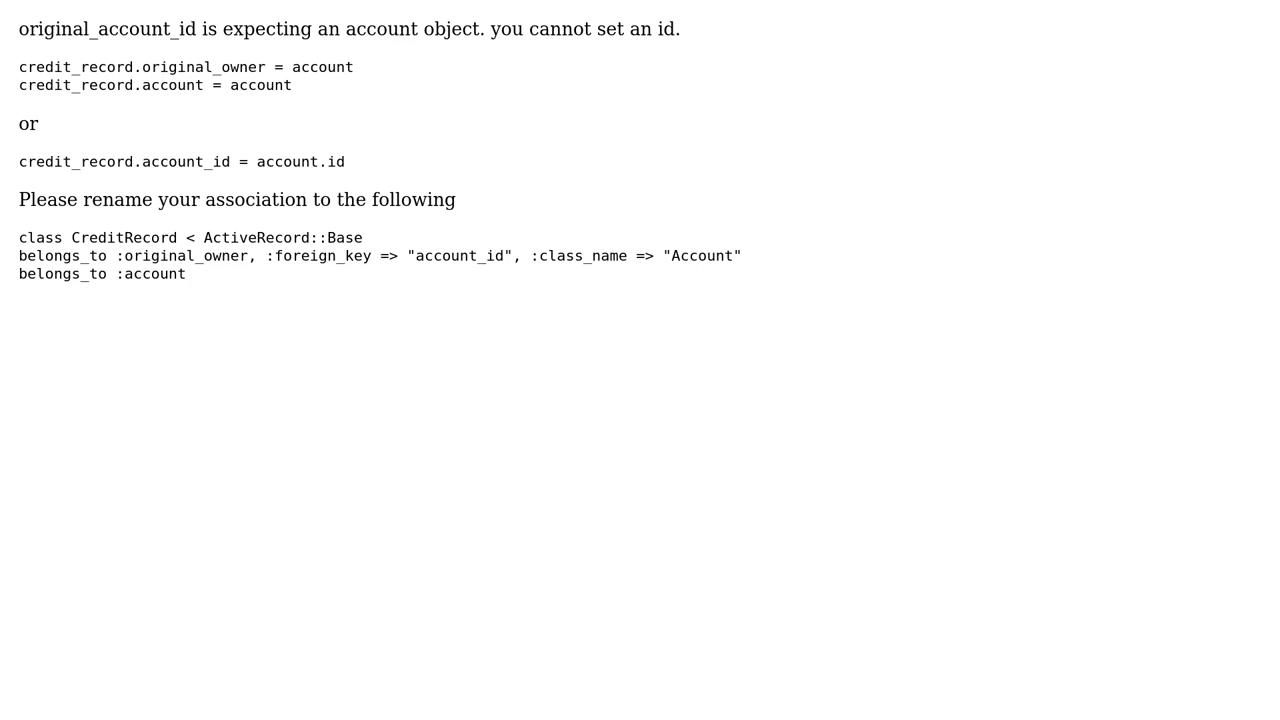 original_account_id is expecting an account object. you cannot set an id.
credit_record.original_owner = account
credit_record.account = account
or
credit_record.account_id = account.id
Please rename your association to the following
class CreditRecord < ActiveRecord::Base
belongs_to :original_owner, :foreign_key => "account_id", :class_name => "Account"
belongs_to :account